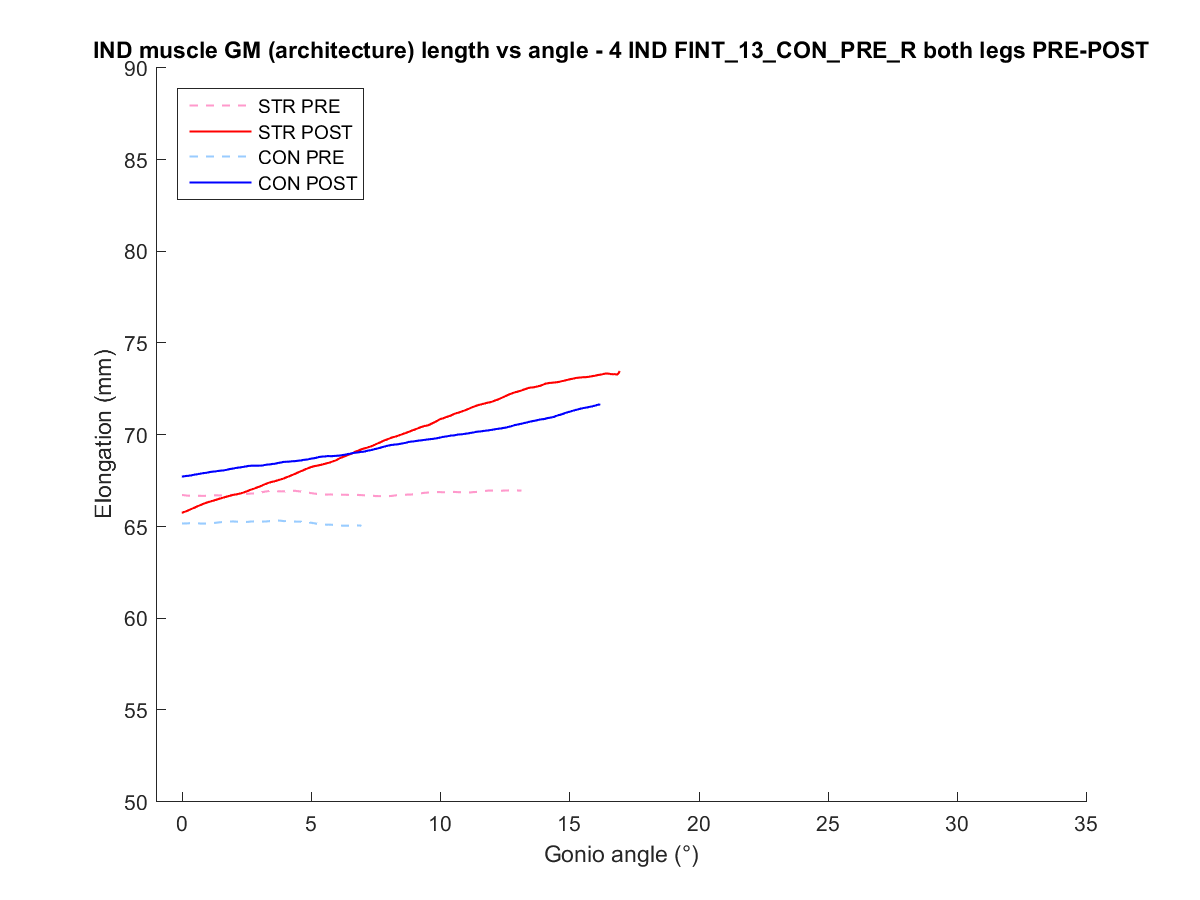 IND muscle GM (architecture) length vs angle - 4 IND FINT_13_CON_PRE_R both legs PRE-POST
90
85
80
75
70
65
60
55
50
Elongation (mm)
STR PRE
STR POST
CON PRE
CON POST
0 5 10 15 20 25 30 35
Gonio angle (°)